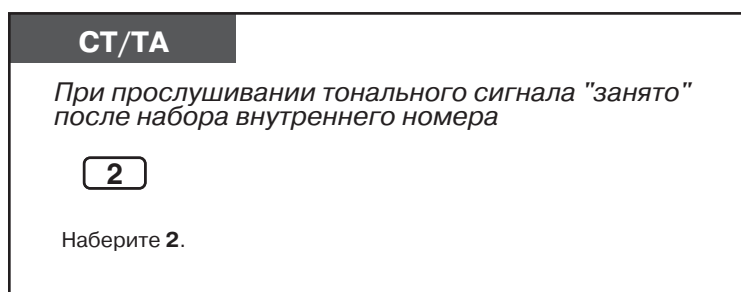 СТ/ТА
При прослушивании тонального сигнала "занято"
после набора внутреннего номера
2
Наберите 2.